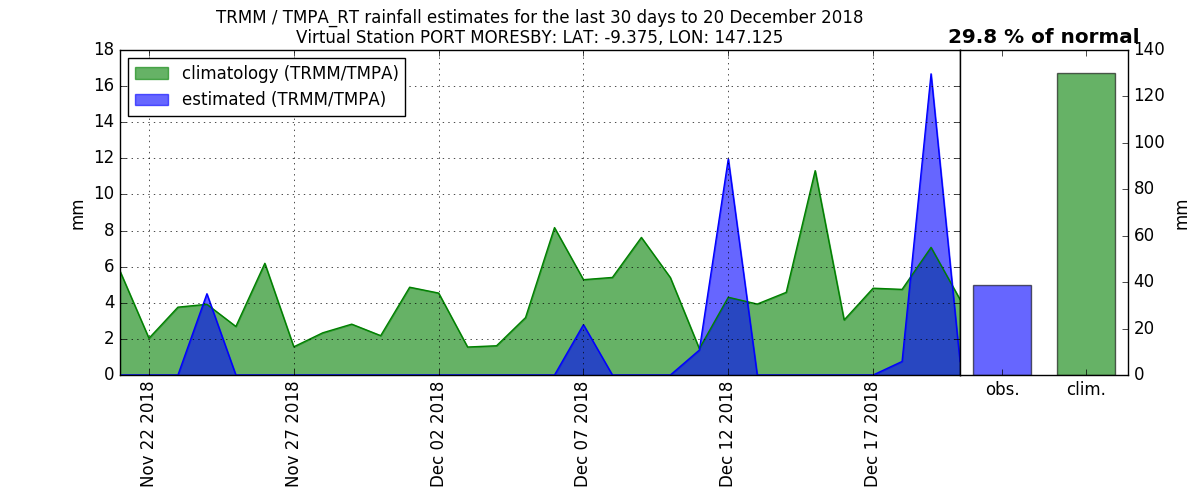 TRMM / TMPA_RT rainfall estimates for the last 30 days to 20 December 2018
Virtual Station PORT MORESBY: LAT: -9.375, LON: 147.125
29.8 % of normal
climatology (TRMM/TMPA)
estimated (TRMM/TMPA)
18
16
14
12
10
8
6
4
2
0
mm
Nov 22 2018
Nov 27 2018
Dec 02 2018
Dec 07 2018
Dec 12 2018
Dec 17 2018
140
120
100
80
60
40
20
0
mm
obs.
clim.